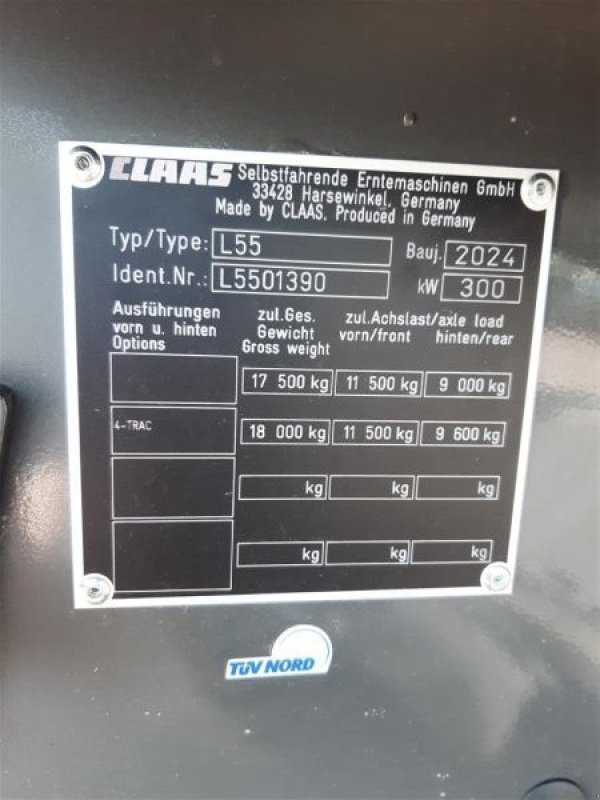 CLAAS Selbstfahrende Erntemaschinen GmbH
33428 Harsewinkel, Germany
Made by CLAAS. Produced in Germany
Typ/Type: L55 Bauj. 2024
Ident.Nr.: L5501390 kW 300
Ausführungen zul.Ges. zul.Achslast/axle load
vorn u. hinten Gewicht vorn/front hinten/rear
Options Gross weight
17 500 kg 11 500 kg 9 000 kg
4-TRAC 18 000 kg 11 500 kg 9 600 kg
kg kg kg
kg kg kg
TÜV NORD